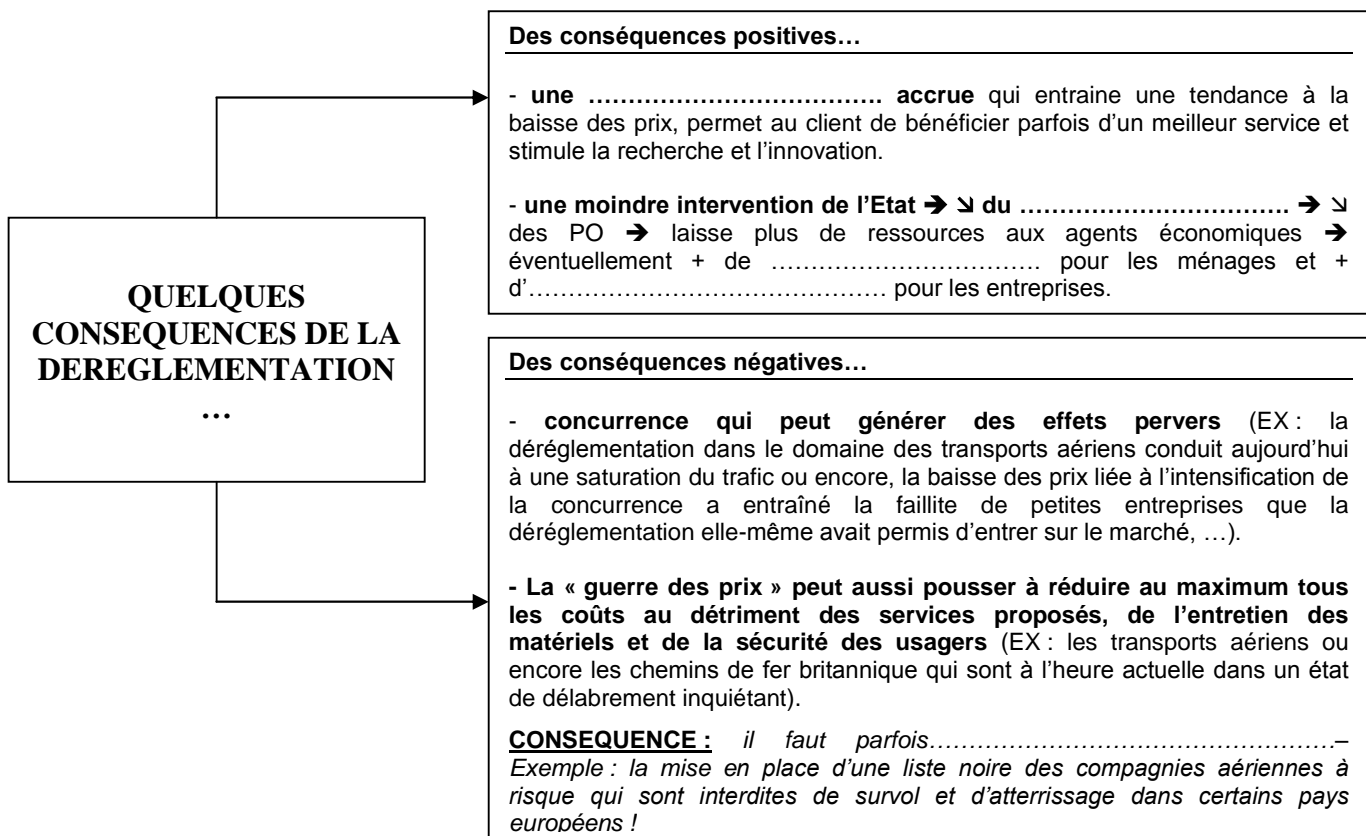 QUELQUES
CONSEQUENCES DE LA
DEREGLEMENTATION
…
Des conséquences positives…
- une ………………………………. accrue qui entraine une tendance à la
baisse des prix, permet au client de bénéficier parfois d’un meilleur service et
stimule la recherche et l’innovation.
- une moindre intervention de l’Etat ➔ ↘ du ……………………………. ➔ ↘
des PO ➔ laisse plus de ressources aux agents économiques ➔
éventuellement + de ……………………………. pour les ménages et +
d’……………………………………… pour les entreprises.
Des conséquences négatives…
- concurrence qui peut générer des effets pervers (EX : la
déréglementation dans le domaine des transports aériens conduit aujourd’hui
à une saturation du trafic ou encore, la baisse des prix liée à l’intensification de
la concurrence a entraîné la faillite de petites entreprises que la
déréglementation elle-même avait permis d’entrer sur le marché, …).
- La « guerre des prix » peut aussi pousser à réduire au maximum tous
les coûts au détriment des services proposés, de l’entretien des
matériels et de la sécurité des usagers (EX : les transports aériens ou
encore les chemins de fer britannique qui sont à l’heure actuelle dans un état
de délabrement inquiétant).
CONSEQUENCE : il faut parfois……………………………………………–
Exemple : la mise en place d’une liste noire des compagnies aériennes à
risque qui sont interdites de survol et d’atterrissage dans certains pays
européens !